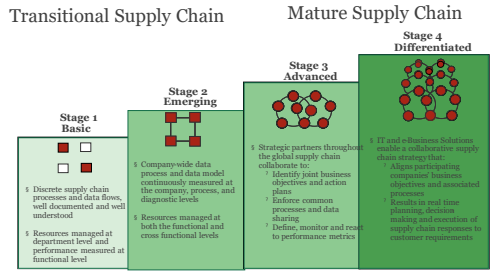 Transitional Supply Chain
Mature Supply Chain
Stage 1
Basic
§ Discrete supply chain
processes and data flows,
well documented and well
understood
§ Resources managed at
department level and
performance measured at
functional level
Stage 2
Emerging
§ Company-wide data
process and data model
continuously measured at
the company, process, and
diagnostic levels
§ Resources managed at
both the functional and
cross functional levels
Stage 3
Advanced
§ Strategic partners throughout
the global supply chain
collaborate to:
Identify joint business
objectives and action
plans
Enforce common
processes and data
sharing
Define, monitor and react
to performance metrics
Stage 4
Differentiated
§ IT and e-Business Solutions
enable a collaborative supply
chain strategy that:
Aligns participating
companies' business
objectives and associated
processes
Results in real time
planning, decision
making and execution of
supply chain responses to
customer requirements